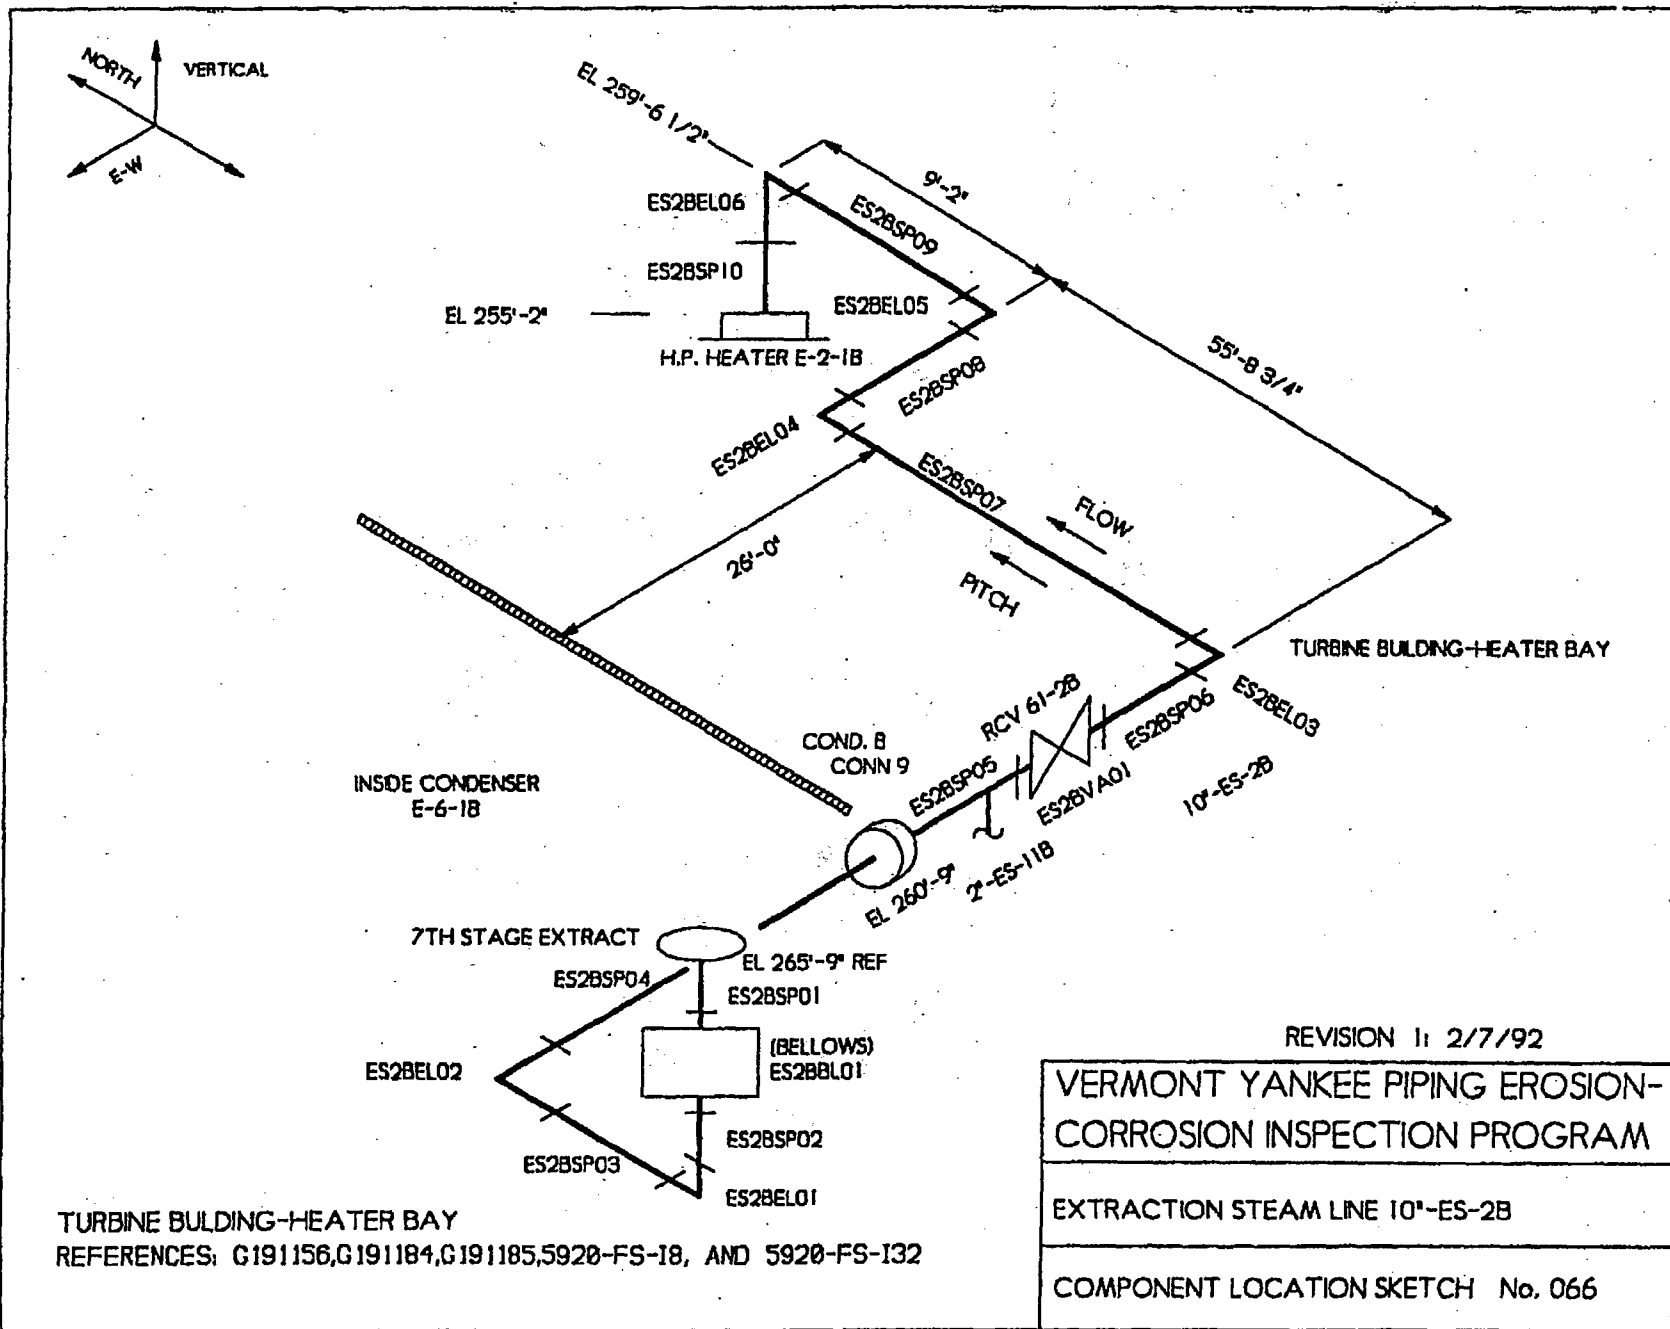 NORTH
VERTICAL
E-W
EL 259'-6 1/2"
9'-2"
ES2BEL06
ES2BSP09
ES2BSP10
ES2BEL05
EL 255'-2"
H.P. HEATER E-2-1B
55'-8 3/4"
ES2BSP08
ES2BEL04
ES2BSP07
FLOW
26'-0"
PITCH
TURBINE BUILDING-HEATER BAY
RCV 61-2B
ES2BSP06
ES2BEL03
COND. B
CONN 9
ES2BSP05
ES2BVA01
10"-ES-2B
INSIDE CONDENSER
E-6-1B
EL 260'-9"
2"-ES-11B
7TH STAGE EXTRACT
EL 265'-9" REF
ES2BSP04
ES2BSP01
(BELLOWS)
ES2BBL01
ES2BEL02
ES2BSP02
ES2BSP03
ES2BEL01
REVISION 1: 2/7/92
VERMONT YANKEE PIPING EROSION-
CORROSION INSPECTION PROGRAM
EXTRACTION STEAM LINE 10"-ES-2B
COMPONENT LOCATION SKETCH No. 066
TURBINE BULDING-HEATER BAY
REFERENCES: G191156,G191184,G191185,5920-FS-I8, AND 5920-FS-I32